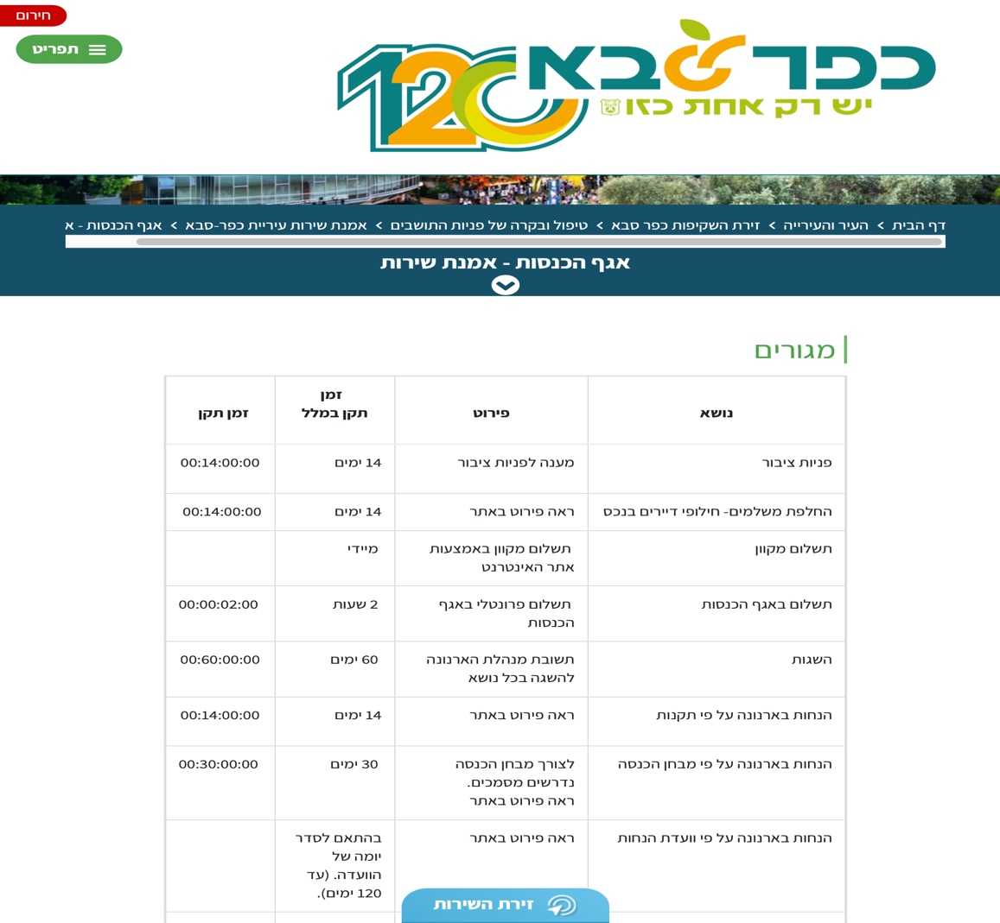 חירום
תפריט
כפר סבא 120
יש רק אחת כזו
דף הבית > העיר והעירייה > זירת השקיפות כפר סבא > טיפול ובקרה של פניות התושבים > אמנת שירות עיריית כפר-סבא > אגף הכנסות - א
אגף הכנסות - אמנת שירות
מגורים
נושא
פירוט
זמן
תקן במלל
זמן תקן
פניות ציבור
מענה לפניות ציבור
14 ימים
00:14:00:00
החלפת משלמים- חילופי דיירים בנכס
ראה פירוט באתר
14 ימים
00:14:00:00
תשלום מקוון
תשלום מקוון באמצעות
אתר האינטרנט
מיידי
תשלום באגף הכנסות
תשלום פרונטלי באגף
הכנסות
2 שעות
00:00:02:00
השגות
תשובת מנהלת הארנונה
להשגה בכל נושא
60 ימים
00:60:00:00
הנחות בארנונה על פי תקנות
ראה פירוט באתר
14 ימים
00:14:00:00
הנחות בארנונה על פי מבחן הכנסה
לצורך מבחן הכנסה
נדרשים מסמכים.
ראה פירוט באתר
30 ימים
00:30:00:00
הנחות בארנונה על פי וועדת הנחות
ראה פירוט באתר
בהתאם לסדר
יומה של
הוועדה. (עד
120 ימים).
זירת השירות